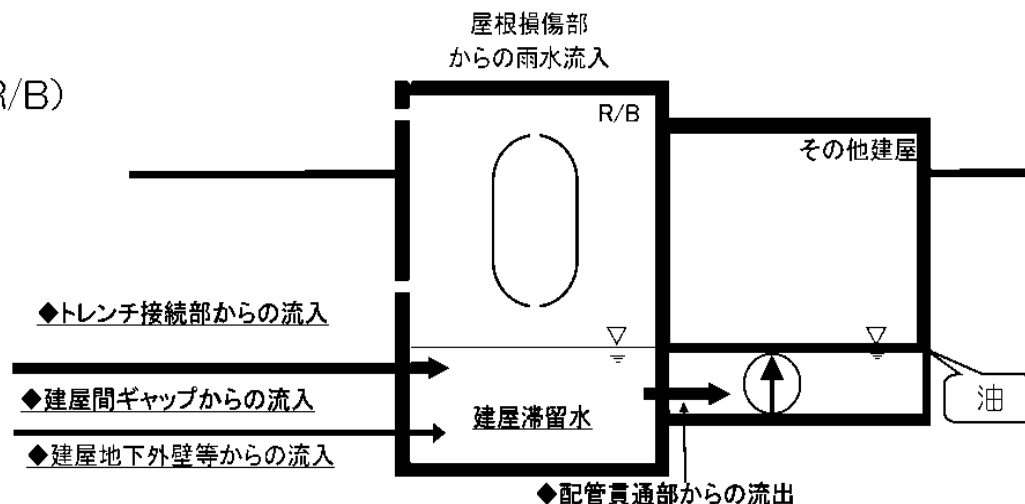 屋根損傷部
からの雨水流入
R/B)
R/B
その他建屋
◆トレンチ接続部からの流入
◆建屋間ギャップからの流入
建屋滞留水
油
◆建屋地下外壁等からの流入
◆配管貫通部からの流出